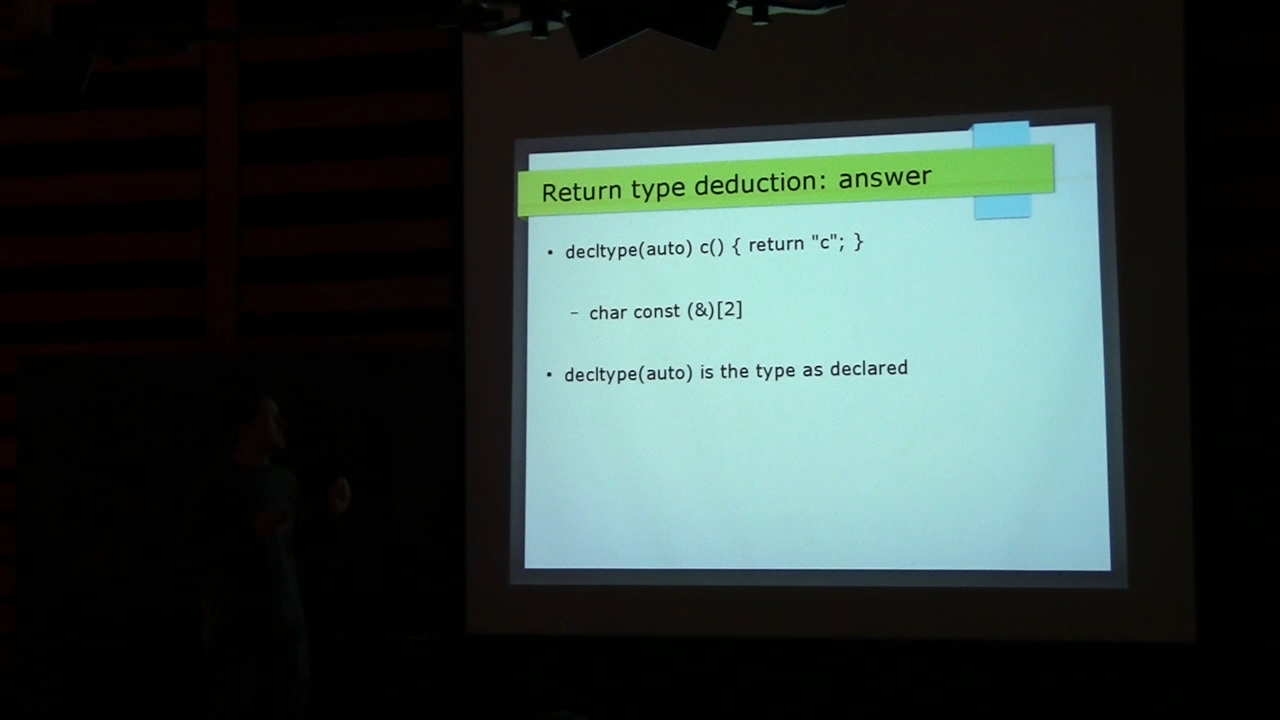 Return type deduction: answer
• decltype(auto) c() { return "c"; }
– char const (&)[2]
• decltype(auto) is the type as declared